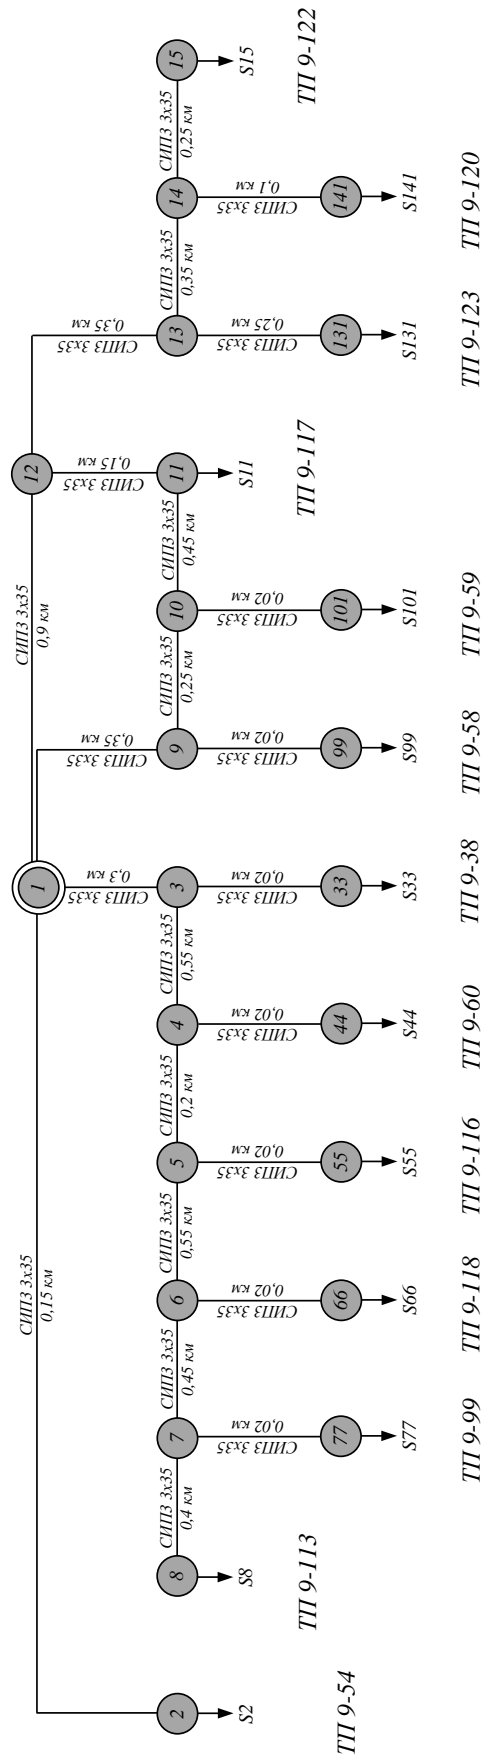 СИП3 3х35
0,15 км
1
СИП3 3х35
0,9 км
12
СИП3 3х35
0,3 км
СИП3 3х35
0,35 км
СИП3 3х35
0,15 км
СИП3 3х35
0,35 км
2
8
СИП3 3х35
0,4 км
7
СИП3 3х35
0,45 км
6
СИП3 3х35
0,55 км
5
СИП3 3х35
0,2 км
4
СИП3 3х35
0,55 км
3
9
СИП3 3х35
0,25 км
10
СИП3 3х35
0,45 км
11
13
СИП3 3х35
0,35 км
14
СИП3 3х35
0,25 км
15
S2
S8
СИП3 3х35
0,02 км
СИП3 3х35
0,02 км
СИП3 3х35
0,02 км
СИП3 3х35
0,02 км
СИП3 3х35
0,02 км
СИП3 3х35
0,02 км
СИП3 3х35
0,02 км
S11
СИП3 3х35
0,25 км
СИП3 3х35
0,1 км
S15
77
66
55
44
33
99
101
131
141
ТП 9-54
ТП 9-113
ТП 9-117
ТП 9-122
S77
S66
S55
S44
S33
S99
S101
S131
S141
ТП 9-99
ТП 9-118
ТП 9-116
ТП 9-60
ТП 9-38
ТП 9-58
ТП 9-59
ТП 9-123
ТП 9-120